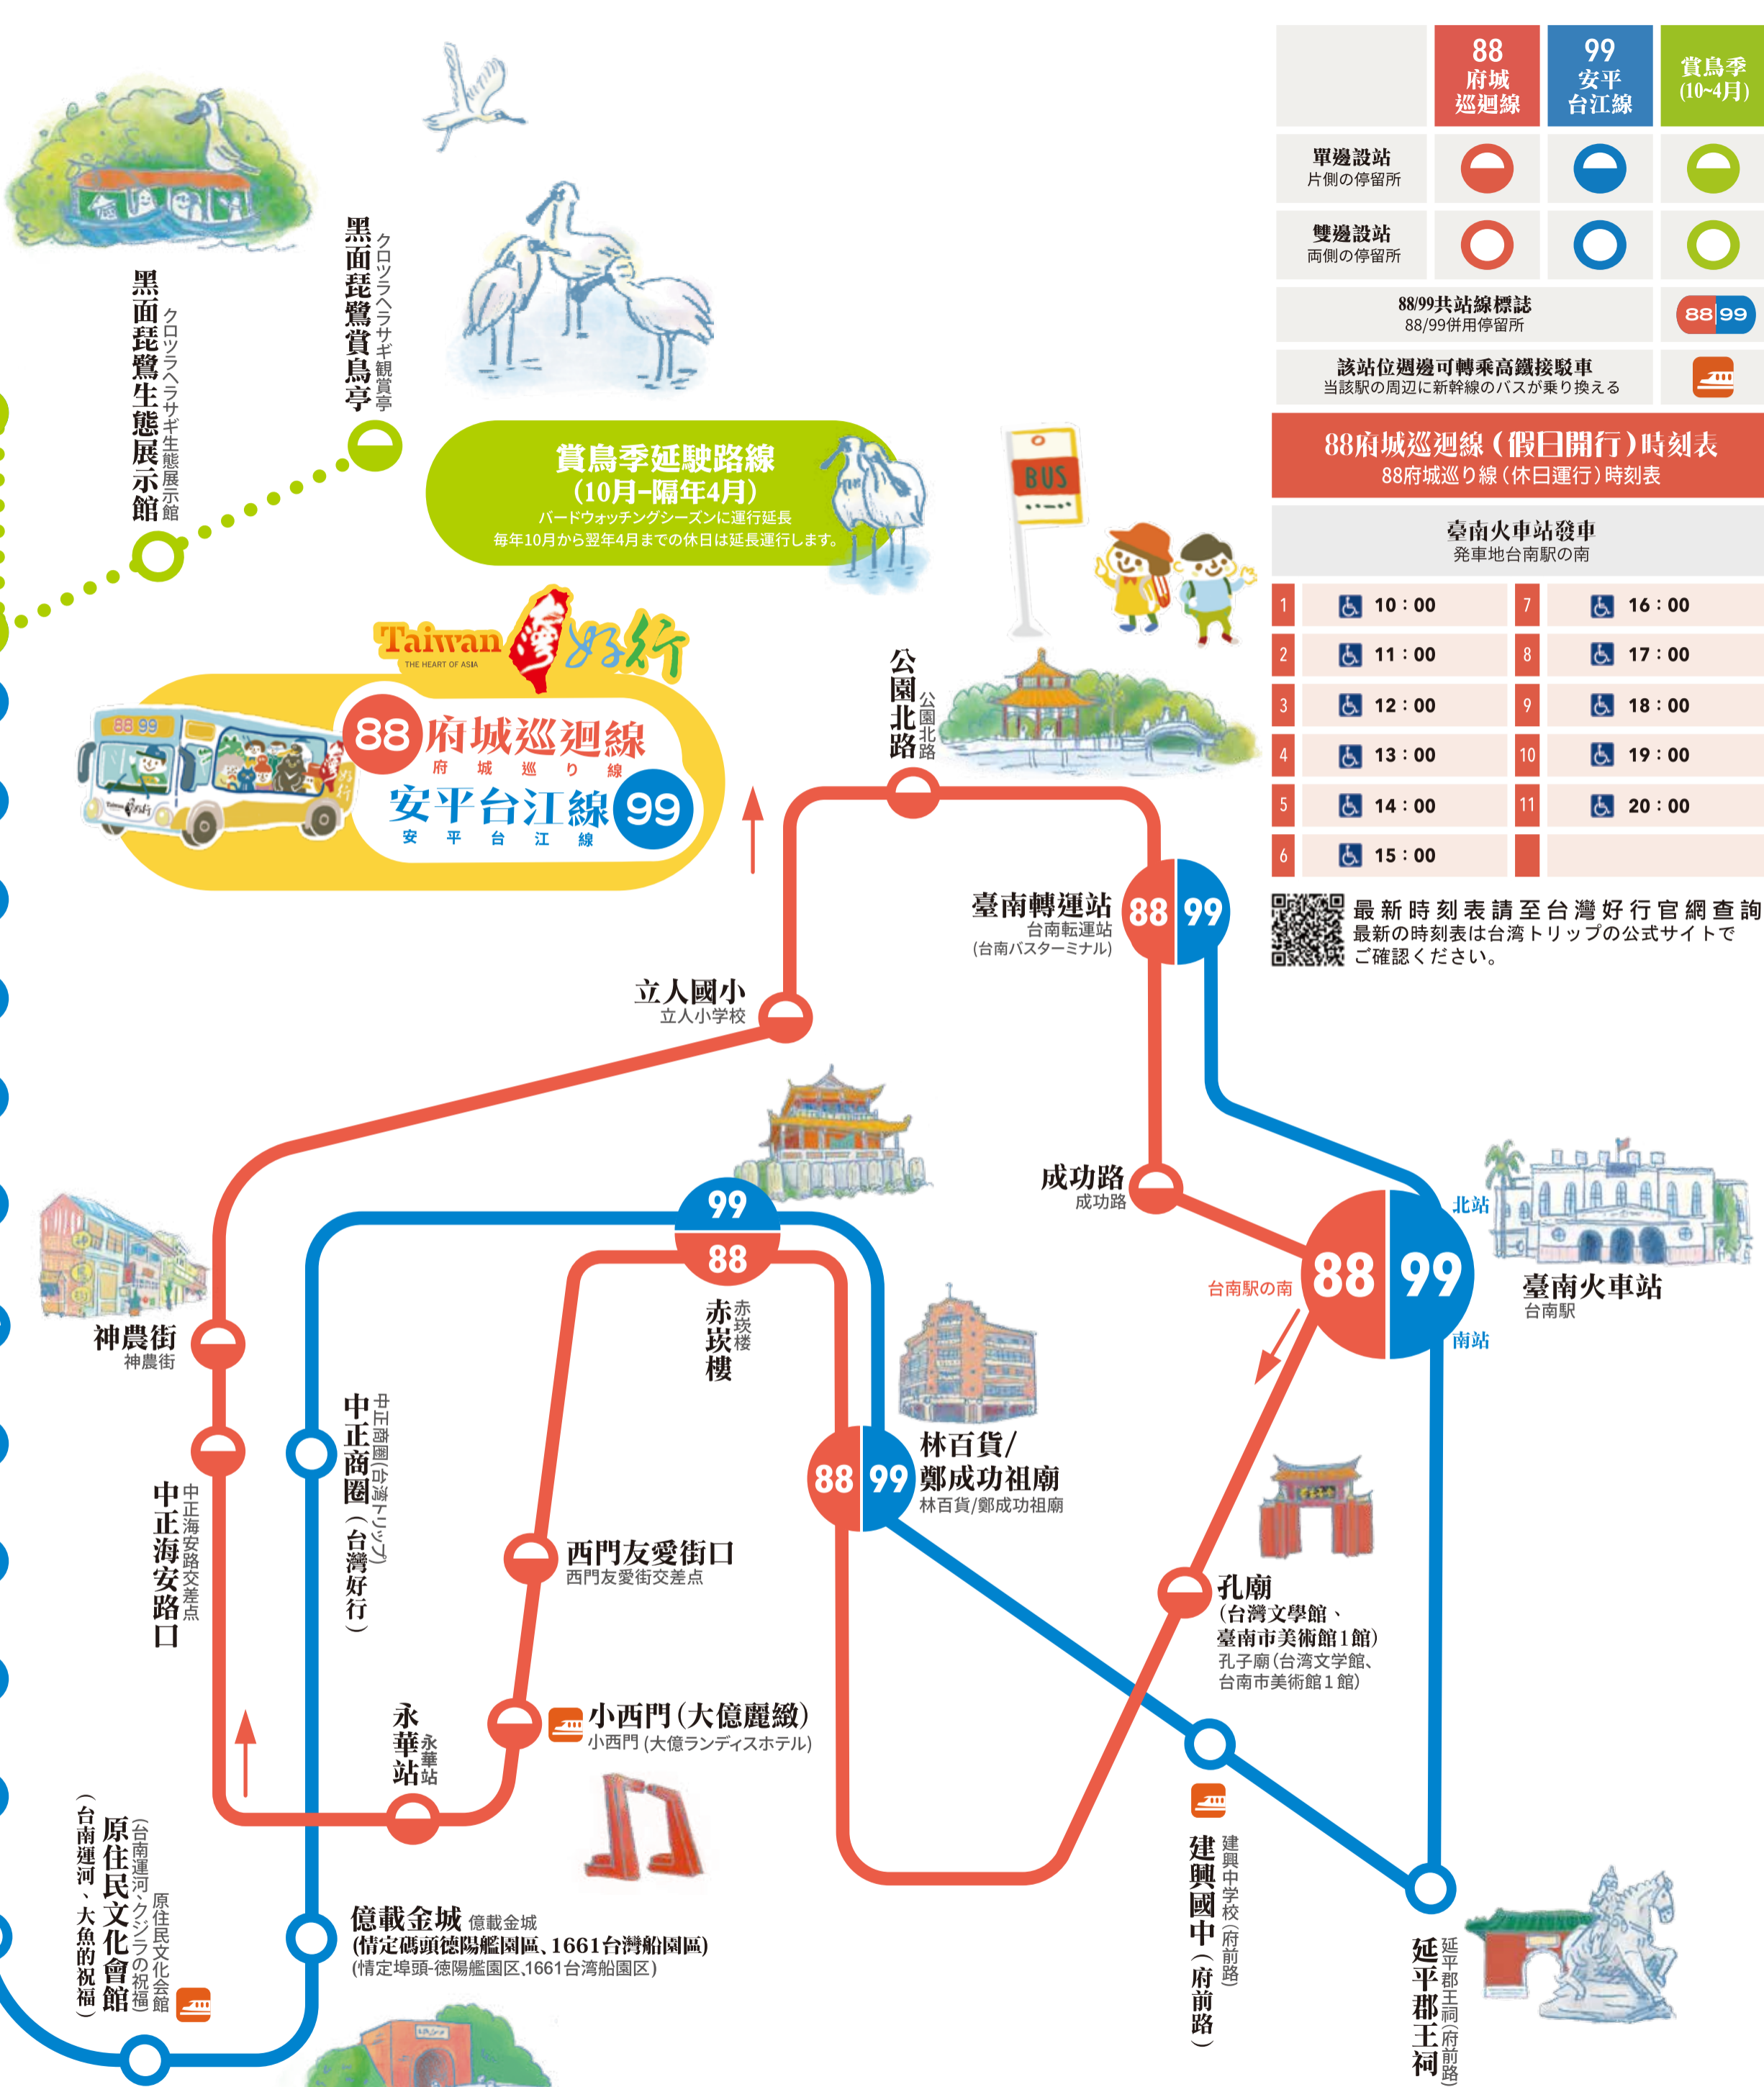 88
府城
巡迴線
99
安平
台江線
賞鳥季
(10~4月)
單邊設站
片側の停留所
雙邊設站
両側の停留所
88/99共站線標誌
88/99併用停留所
88|99
該站位週邊可轉乘高鐵接駁車
当該駅の周辺に新幹線のバスが乗り換える
88府城巡迴線(假日開行)時刻表
88府城巡り線(休日運行)時刻表
臺南火車站發車
発車地台南駅の南
1 10：00 7 16：00
2 11：00 8 17：00
3 12：00 9 18：00
4 13：00 10 19：00
5 14：00 11 20：00
6 15：00
最新時刻表請至台灣好行官網查詢
最新の時刻表は台湾トリップの公式サイトで
ご確認ください。
黑面琵鷺生態展示館
クロツラヘラサギ生態展示館
黑面琵鷺賞鳥亭
クロツラヘラサギ観賞亭
賞鳥季延駛路線
(10月-隔年4月)
バードウォッチングシーズンに運行延長
毎年10月から翌年4月までの休日は延長運行します。
BUS
Taiwan
THE HEART OF ASIA
灣
好行
88 99
88 府城巡迴線
府城巡り線
安平台江線 99
安平台江線
公園北路
公園北路
臺南轉運站
台南転運站
(台南バスターミナル)
88 99
立人國小
立人小学校
成功路
成功路
北站
88 99
台南駅の南
南站
臺南火車站
台南駅
99
88
赤崁樓
赤崁楼
神農街
神農街
中正海安路口
中正海安路交差点
中正商圈(台灣好行)
中正商圏(台湾トリップ)
88 99
林百貨/
鄭成功祖廟
林百貨/鄭成功祖廟
西門友愛街口
西門友愛街交差点
孔廟
(台灣文學館、
臺南市美術館1館)
孔子廟(台湾文学館、
台南市美術館1館)
小西門(大億麗緻)
小西門(大億ランディスホテル)
永華站
永華站
建興國中(府前路)
建興中学校(府前路)
延平郡王祠
延平郡王祠(府前路)
億載金城 億載金城
(情定碼頭德陽艦園區、1661台灣船園區)
(情定埠頭-徳陽艦園区、1661台湾船園区)
原住民文化會館
(台南運河、大魚的祝福)
原住民文化会館
(台南運河、クジラの祝福)